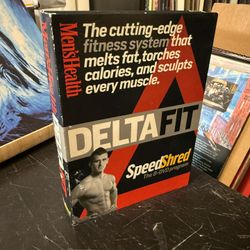 Men'sHealth
The cutting-edge
fitness system that
melts fat, torches
calories, and sculpts
every muscle.
DELTAFIT
SpeedShred
The 6-DVD program